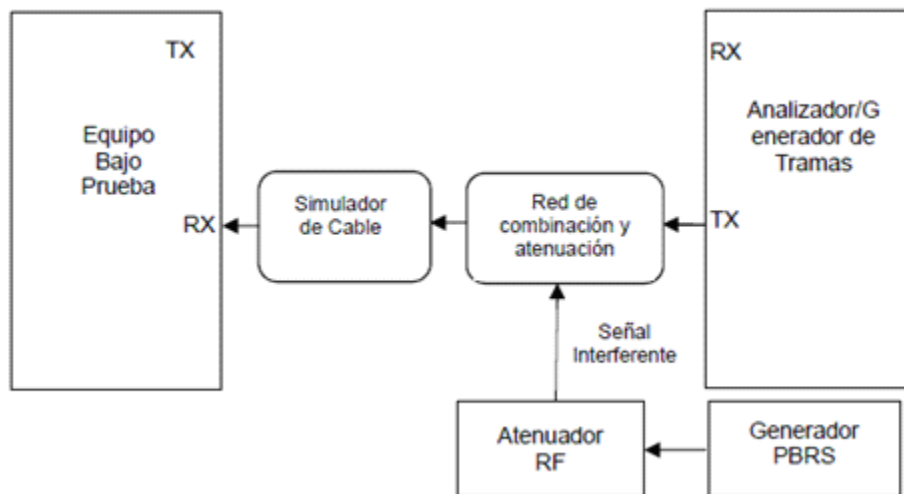 TX
Equipo
Bajo
Prueba
RX
Simulador
de Cable
Red de
combinación y
atenuación
RX
Analizador/G
enerador de
Tramas
TX
Señal
Interferente
Atenuador
RF
Generador
PBRS